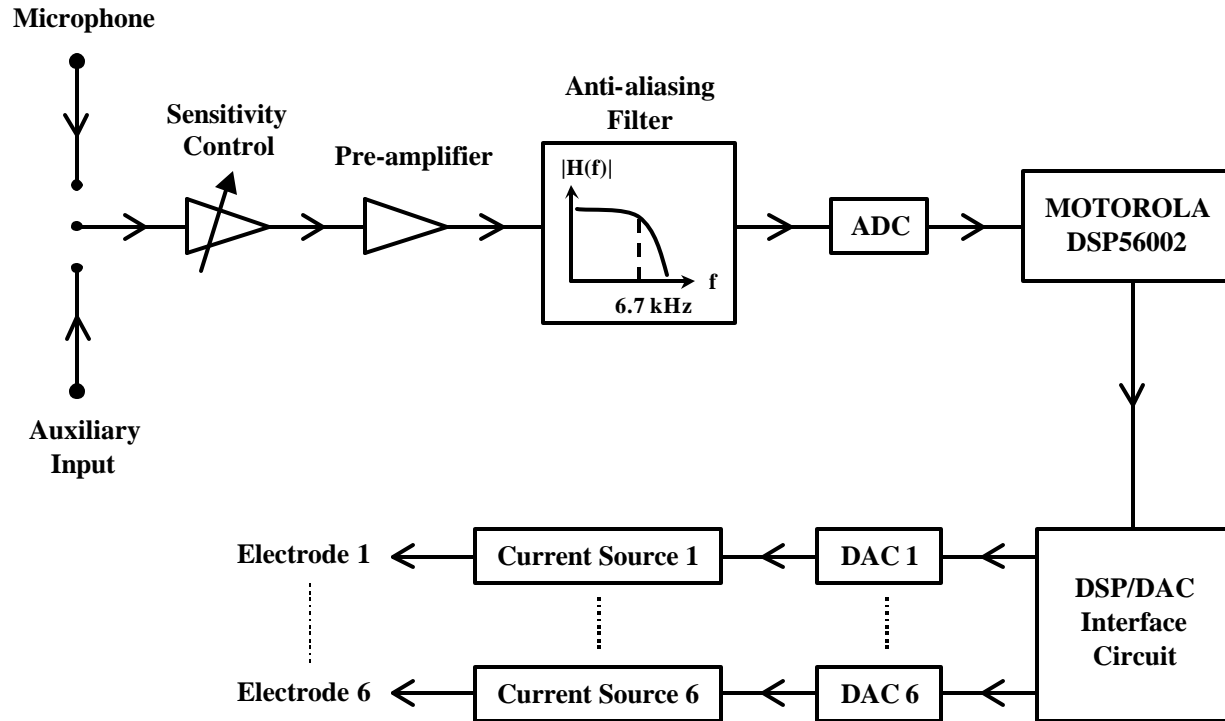 Microphone
Sensitivity
Control
Pre-amplifier
Anti-aliasing
Filter
|H(f)|
f
6.7 kHz
ADC
MOTOROLA
DSP56002
Auxiliary
Input
Electrode 1
Current Source 1
DAC 1
DSP/DAC
Interface
Circuit
Electrode 6
Current Source 6
DAC 6